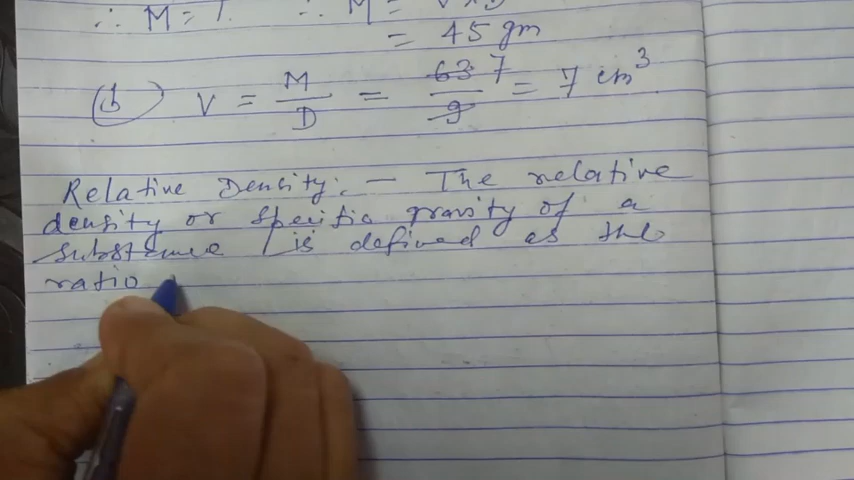 ∴ M = ∴ M = V × D
= 45 gm
(b) V = M/D = 63/9 7 = 7 cm³
Relative Density:- The relative
density or specific gravity of a
substance is defined as the
ratio